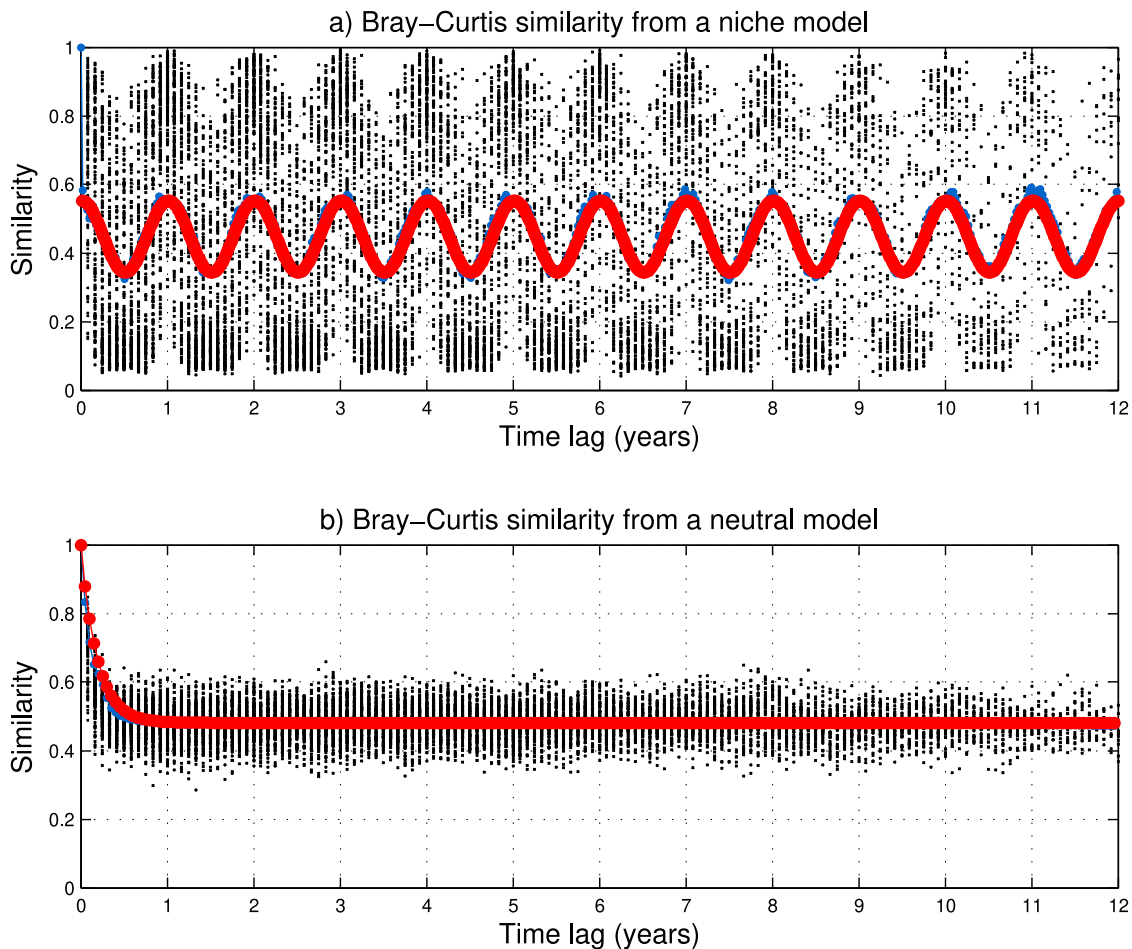 a) Bray−Curtis similarity from a niche model
1
0.8
0.6
0.4
0.2
0
Similarity
0 1 2 3 4 5 6 7 8 9 10 11 12
Time lag (years)
b) Bray−Curtis similarity from a neutral model
1
0.8
0.6
0.4
0.2
0
Similarity
0 1 2 3 4 5 6 7 8 9 10 11 12
Time lag (years)